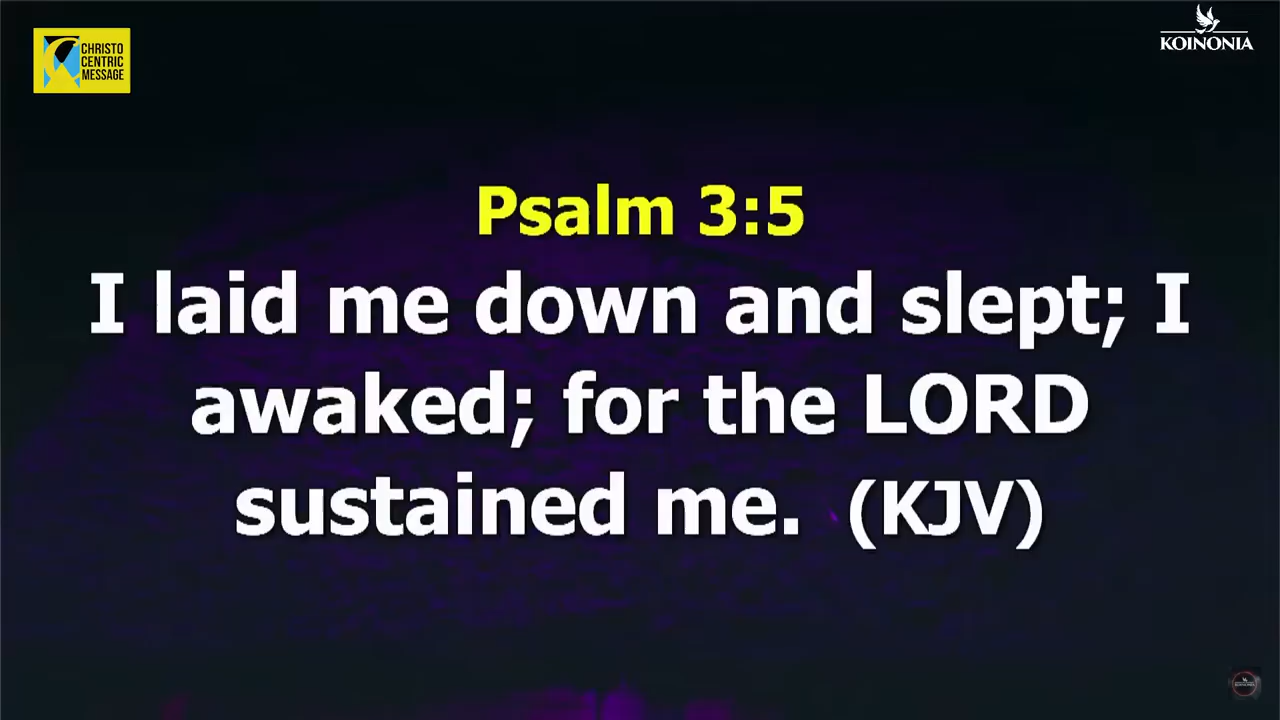 CHRISTO
CENTRIC
MESSAGE
KOINONIA
Psalm 3:5
I laid me down and slept; I
awaked; for the LORD
sustained me. (KJV)